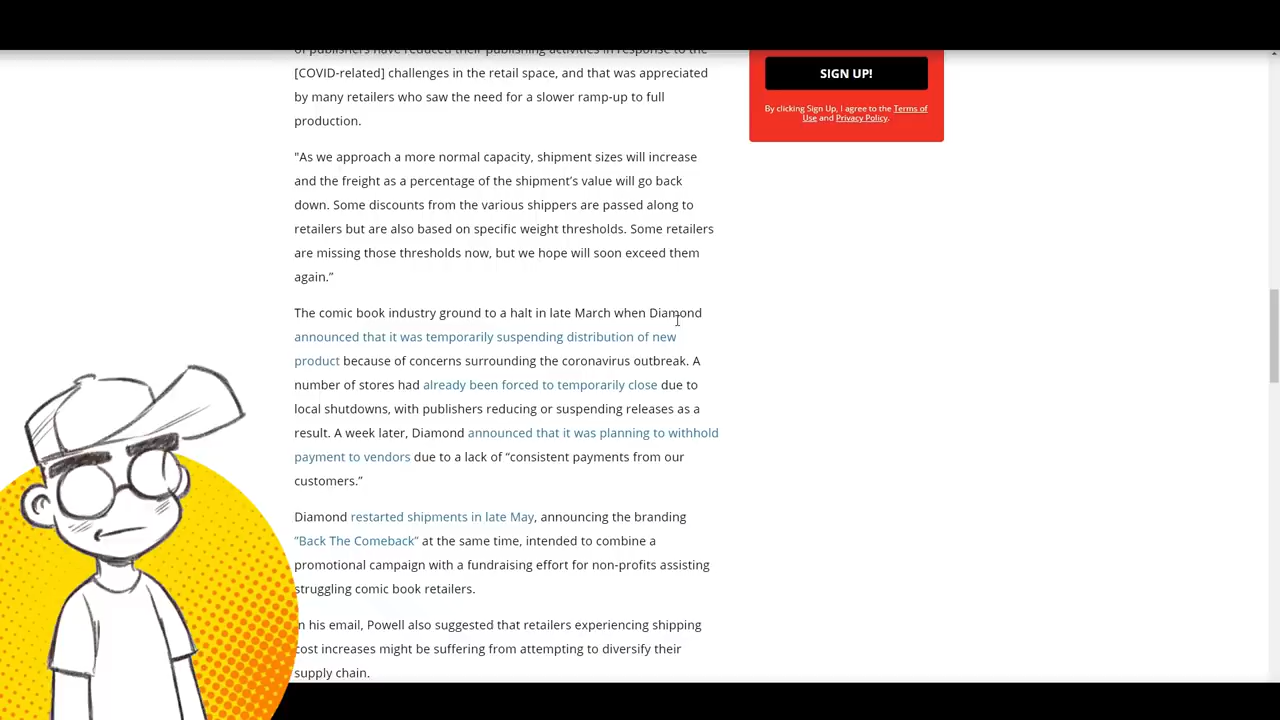 of publishers have reduced their publishing activities in response to the
[COVID-related] challenges in the retail space, and that was appreciated
by many retailers who saw the need for a slower ramp-up to full
production.
"As we approach a more normal capacity, shipment sizes will increase
and the freight as a percentage of the shipment's value will go back
down. Some discounts from the various shippers are passed along to
retailers but are also based on specific weight thresholds. Some retailers
are missing those thresholds now, but we hope will soon exceed them
again.”
The comic book industry ground to a halt in late March when Diamond
announced that it was temporarily suspending distribution of new
product because of concerns surrounding the coronavirus outbreak. A
number of stores had already been forced to temporarily close due to
local shutdowns, with publishers reducing or suspending releases as a
result. A week later, Diamond announced that it was planning to withhold
payment to vendors due to a lack of “consistent payments from our
customers.”
Diamond restarted shipments in late May, announcing the branding
“Back The Comeback” at the same time, intended to combine a
promotional campaign with a fundraising effort for non-profits assisting
struggling comic book retailers.
In his email, Powell also suggested that retailers experiencing shipping
cost increases might be suffering from attempting to diversify their
supply chain.
SIGN UP!
By clicking Sign Up, I agree to the Terms of
Use and Privacy Policy.